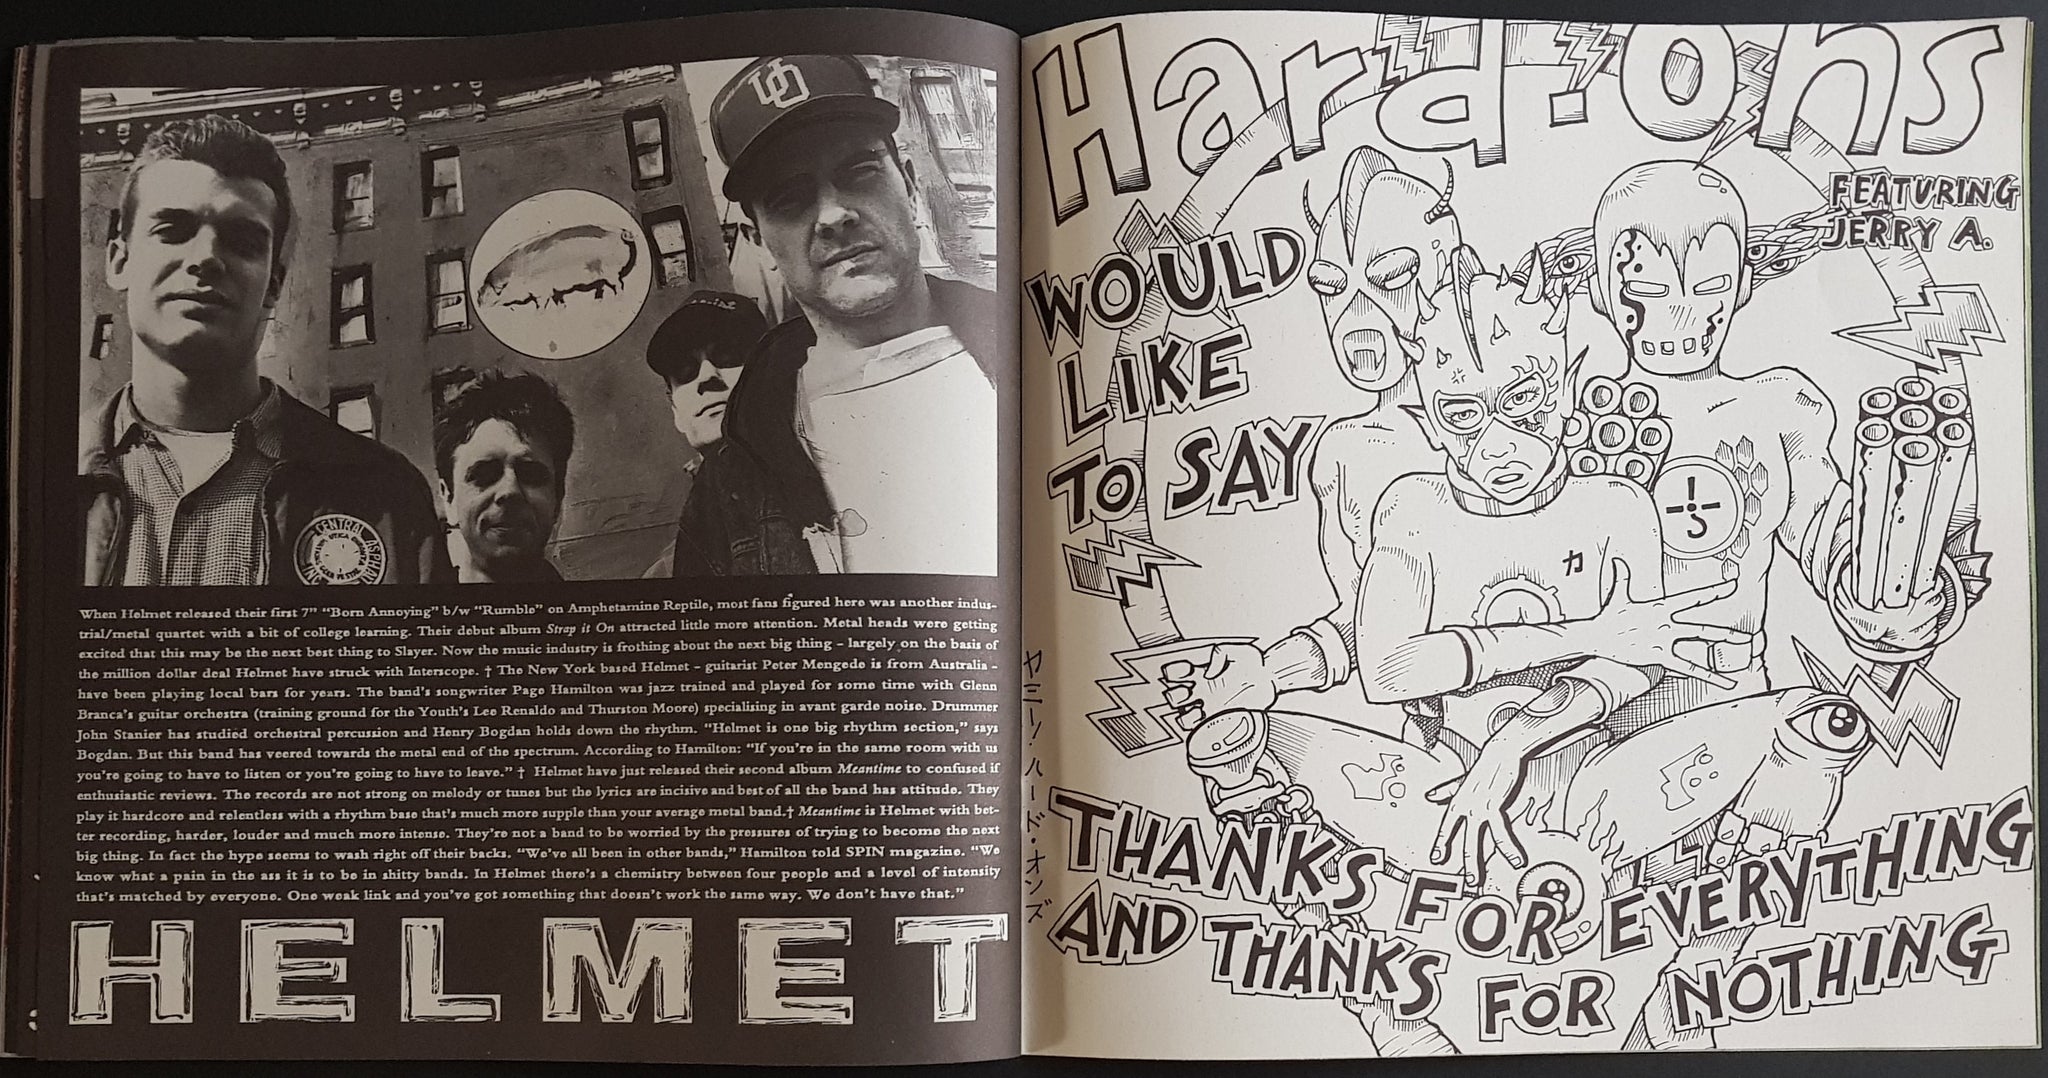 CENTRAL ASPHALT
INC
UTICA
When Helmet released their first 7” “Born Annoying” b/w “Rumble” on Amphetamine Reptile, most fans figured here was another indus-
trial/metal quartet with a bit of college learning. Their debut album Strap it On attracted little more attention. Metal heads were getting
excited that this may be the next best thing to Slayer. Now the music industry is frothing about the next big thing - largely on the basis of
the million dollar deal Helmet have struck with Interscope. † The New York based Helmet - guitarist Peter Mengede is from Australia -
have been playing local bars for years. The band's songwriter Page Hamilton was jazz trained and played for some time with Glenn
Branca's guitar orchestra (training ground for the Youth's Lee Renaldo and Thurston Moore) specialising in avant garde noise. Drummer
John Stanier has studied orchestral percussion and Henry Bogdan holds down the rhythm. “Helmet is one big rhythm section,” says
Bogdan. But this band has veered towards the metal end of the spectrum. According to Hamilton: “If you're in the same room with us
you're going to have to listen or you're going to have to leave.” † Helmet have just released their second album Meantime to confused if
enthusiastic reviews. The records are not strong on melody or tunes but the lyrics are incisive and best of all the band has attitude. They
play it hardcore and relentless with a rhythm base that's much more supple than your average metal band.† Meantime is Helmet with bet-
ter recording, harder, louder and much more intense. They're not a band to be worried by the pressures of trying to become the next
big thing. In fact the hype seems to wash right off their backs. “We've all been in other bands,” Hamilton told SPIN magazine. “We
know what a pain in the ass it is to be in shitty bands. In Helmet there's a chemistry between four people and a level of intensity
that's matched by everyone. One weak link and you've got something that doesn't work the same way. We don't have that.”
HELMET
Hard-ons
FEATURING
JERRY A.
WOULD
LIKE
TO SAY
カ
ヤミーノハード・オンズ
THANKS FOR EVERYTHING
AND THANKS FOR NOTHING